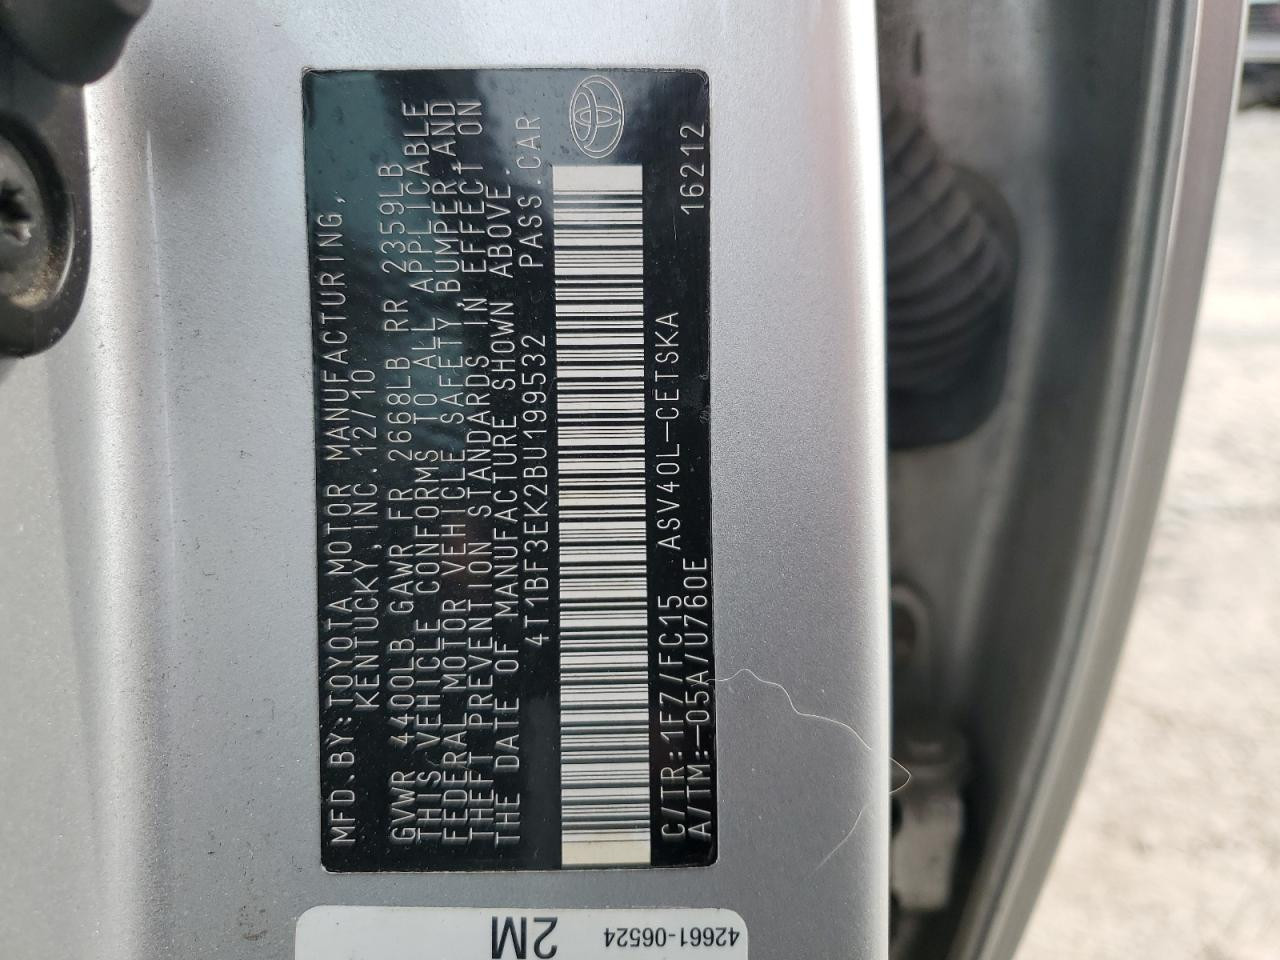 MFD.BY:TOYOTA MOTOR MANUFACTURING,
KENTUCKY,INC.12/10
GVWR 4400LB GAWR FR 2668LB RR 2359LB
THIS VEHICLE CONFORMS TO ALL APPLICABLE
FEDERAL MOTOR VEHICLE SAFETY,BUMPER,AND
THEFT PREVENTION STANDARDS IN EFFECT ON
THE DATE OF MANUFACTURE SHOWN ABOVE.
4T1BF3EK2BU199532 PASS.CAR
C/TR:1F7/FC15 ASV40L-CETSKA 16212
A/TM:-05A/U760E
42661-06524
2M